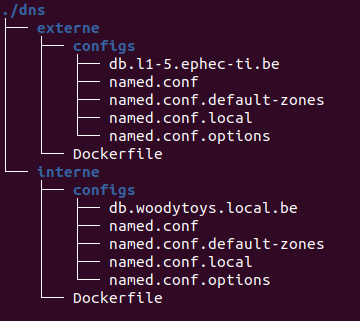 ./dns
externe
configs
db.l1-5.ephec-ti.be
named.conf
named.conf.default-zones
named.conf.local
named.conf.options
Dockerfile
interne
configs
db.woodytoys.local.be
named.conf
named.conf.default-zones
named.conf.local
named.conf.options
Dockerfile